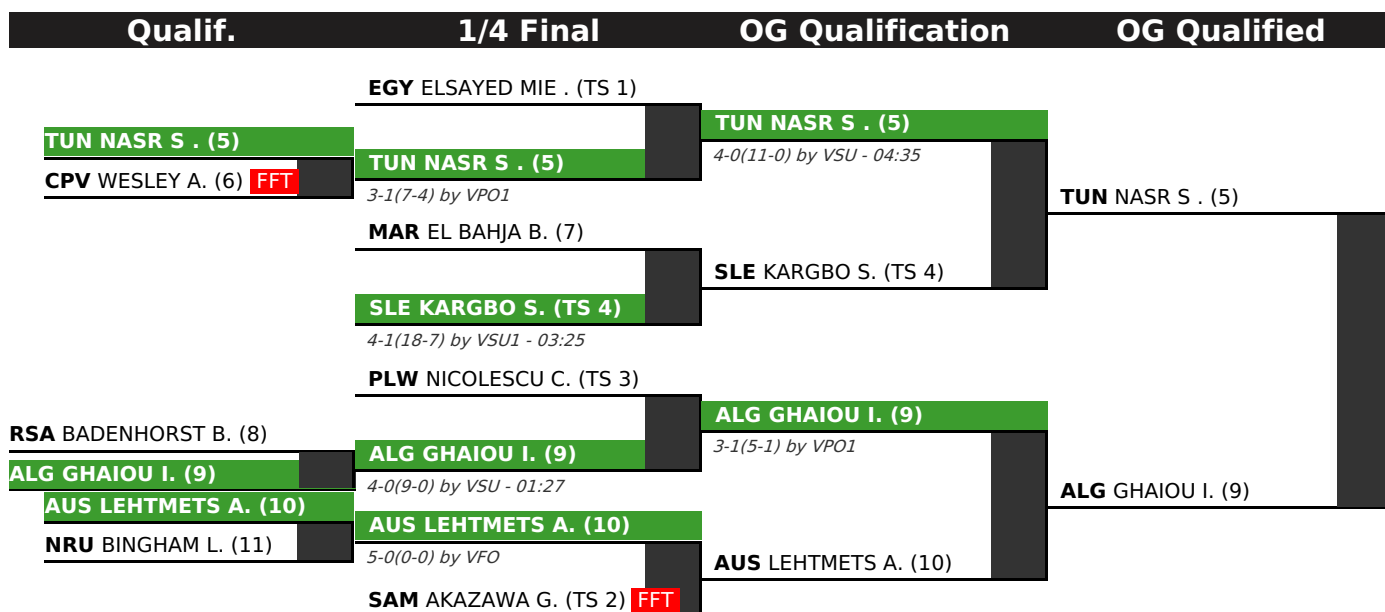 Qualif. 1/4 Final OG Qualification OG Qualified
EGY ELSAYED MIE . (TS 1)
TUN NASR S . (5)
TUN NASR S . (5)
4-0(11-0) by VSU - 04:35
TUN NASR S . (5)
CPV WESLEY A. (6) FFT
3-1(7-4) by VPO1
TUN NASR S . (5)
MAR EL BAHJA B. (7)
SLE KARGBO S. (TS 4)
SLE KARGBO S. (TS 4)
4-1(18-7) by VSU1 - 03:25
PLW NICOLESCU C. (TS 3)
ALG GHAIOU I. (9)
3-1(5-1) by VPO1
RSA BADENHORST B. (8)
ALG GHAIOU I. (9)
ALG GHAIOU I. (9)
4-0(9-0) by VSU - 01:27
ALG GHAIOU I. (9)
AUS LEHTMETS A. (10)
AUS LEHTMETS A. (10)
NRU BINGHAM L. (11)
5-0(0-0) by VFO
AUS LEHTMETS A. (10)
SAM AKAZAWA G. (TS 2) FFT